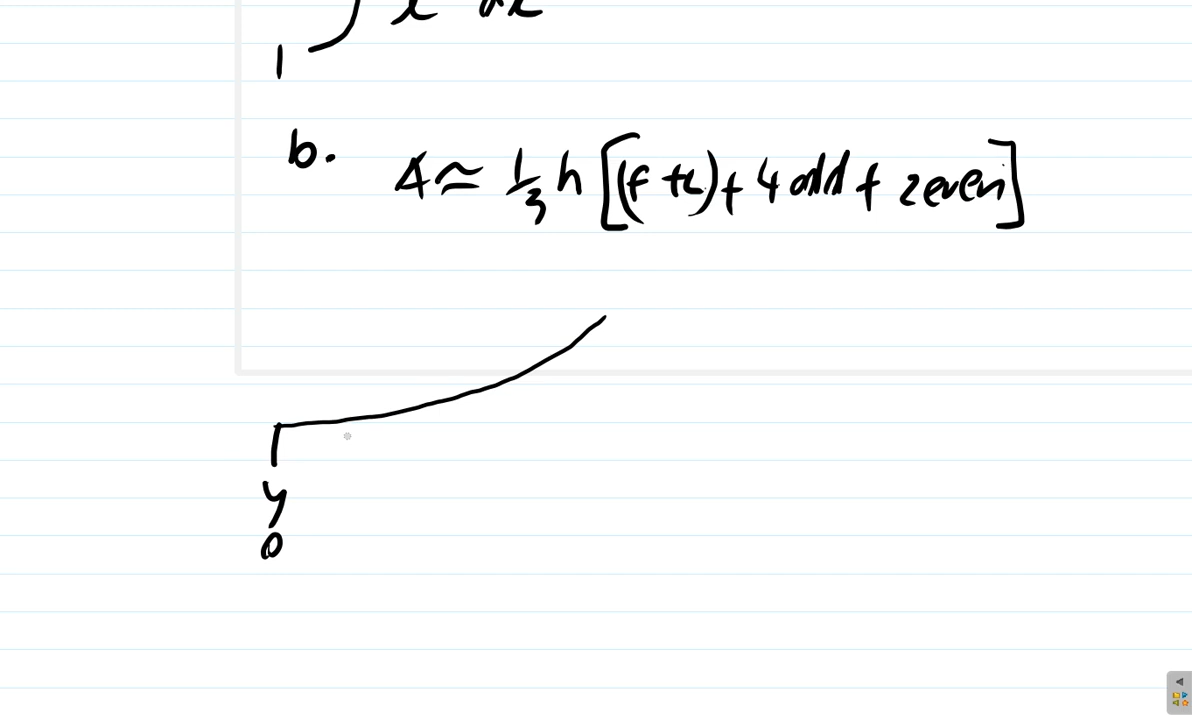 1
b. A ≃ 1/3 h [(f + L) + 4 odd + 2 even]
y
0